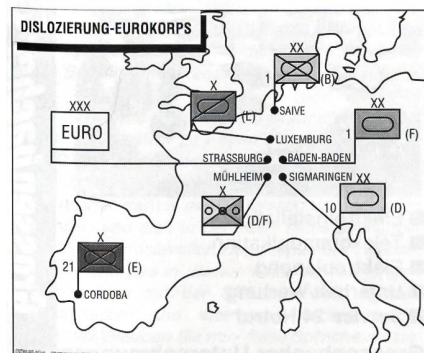 DISLOZIERUNG-EUROKORPS
XX
1 (B)
SAIVE
X
(L)
XXX
EURO
LUXEMBURG
XX
1 (F)
STRASSBURG BADEN-BADEN
MÜHLHEIM SIGMARINGEN
X
(D/F)
XX
10 (D)
X
21 (E)
CORDOBA